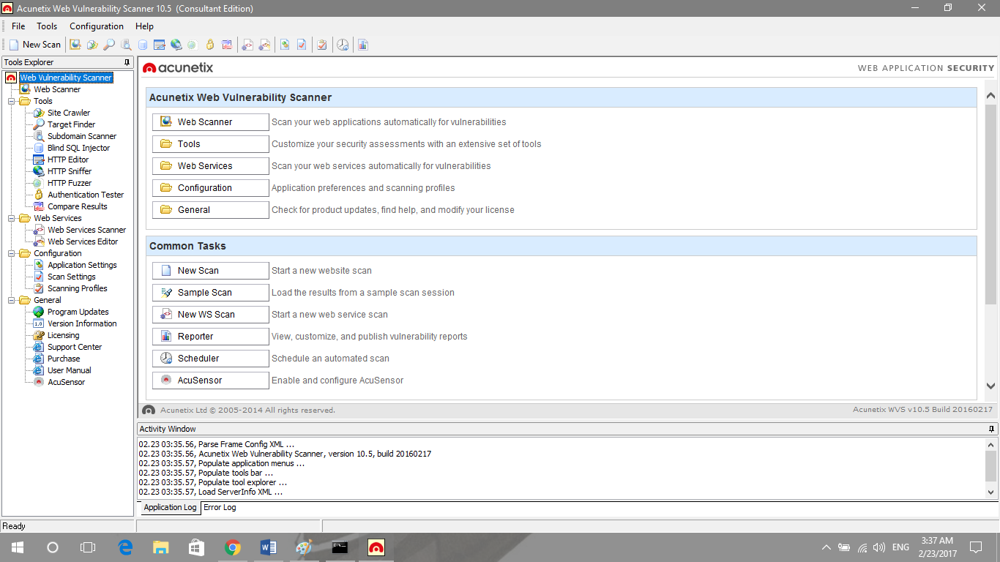 Acunetix Web Vulnerability Scanner 10.5 (Consultant Edition)
File Tools Configuration Help
New Scan
Tools Explorer
Web Vulnerability Scanner
Web Scanner
Tools
Site Crawler
Target Finder
Subdomain Scanner
Blind SQL Injector
HTTP Editor
HTTP Sniffer
HTTP Fuzzer
Authentication Tester
Compare Results
Web Services
Web Services Scanner
Web Services Editor
Configuration
Application Settings
Scan Settings
Scanning Profiles
General
Program Updates
1.0 Version Information
Licensing
Support Center
Purchase
User Manual
AcuSensor
acunetix WEB APPLICATION SECURITY
Acunetix Web Vulnerability Scanner
Web Scanner Scan your web applications automatically for vulnerabilities
Tools Customize your security assessments with an extensive set of tools
Web Services Scan your web services automatically for vulnerabilities
Configuration Application preferences and scanning profiles
General Check for product updates, find help, and modify your license
Common Tasks
New Scan Start a new website scan
Sample Scan Load the results from a sample scan session
New WS Scan Start a new web service scan
Reporter View, customize, and publish vulnerability reports
Scheduler Schedule an automated scan
AcuSensor Enable and configure AcuSensor
Acunetix Ltd © 2005-2014 All rights reserved. Acunetix WVS v10.5 Build 20160217
Activity Window
02.23 03:35.56, Parse Frame Config XML ...
02.23 03:35.56, Acunetix Web Vulnerability Scanner, version 10.5, build 20160217
02.23 03:35.57, Populate application menus ...
02.23 03:35.57, Populate tools bar ...
02.23 03:35.57, Populate tool explorer ...
02.23 03:35.57, Load ServerInfo XML ...
Application Log Error Log
Ready
ENG
3:37 AM
2/23/2017